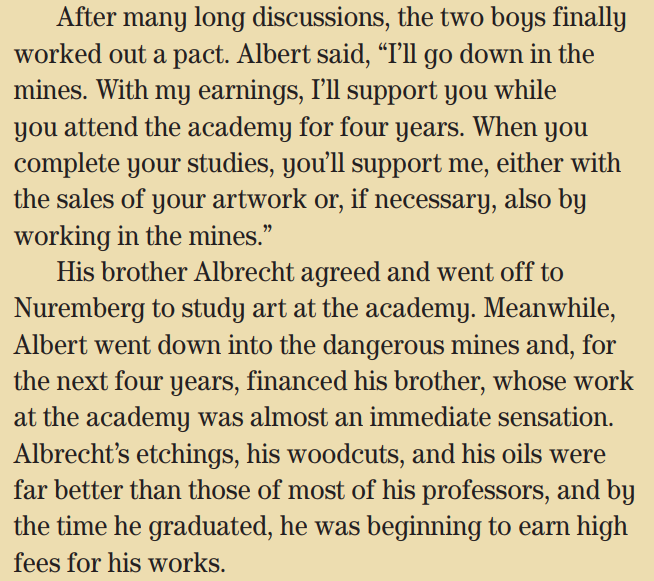 After many long discussions, the two boys finally
worked out a pact. Albert said, “I’ll go down in the
mines. With my earnings, I’ll support you while
you attend the academy for four years. When you
complete your studies, you’ll support me, either with
the sales of your artwork or, if necessary, also by
working in the mines.”
His brother Albrecht agreed and went off to
Nuremberg to study art at the academy. Meanwhile,
Albert went down into the dangerous mines and, for
the next four years, financed his brother, whose work
at the academy was almost an immediate sensation.
Albrecht’s etchings, his woodcuts, and his oils were
far better than those of most of his professors, and by
the time he graduated, he was beginning to earn high
fees for his works.